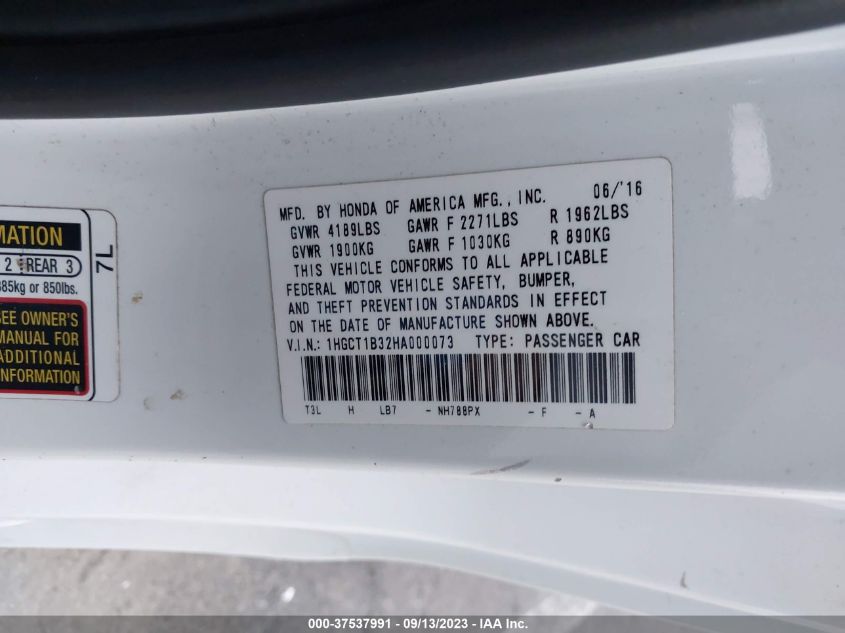 MATION
2 REAR 3
385kg or 850lbs.
7L
SEE OWNER'S
MANUAL FOR
ADDITIONAL
INFORMATION
MFD. BY HONDA OF AMERICA MFG., INC. 06/'16
GVWR 4189LBS GAWR F 2271LBS R 1962LBS
GVWR 1900KG GAWR F 1030KG R 890KG
THIS VEHICLE CONFORMS TO ALL APPLICABLE
FEDERAL MOTOR VEHICLE SAFETY, BUMPER,
AND THEFT PREVENTION STANDARDS IN EFFECT
ON THE DATE OF MANUFACTURE SHOWN ABOVE.
V.I.N.: 1HGCT1B32HA000073 TYPE: PASSENGER CAR
T3L H LB7 - NH788PX - F - A
000-37537991 - 09/13/2023 - IAA Inc.